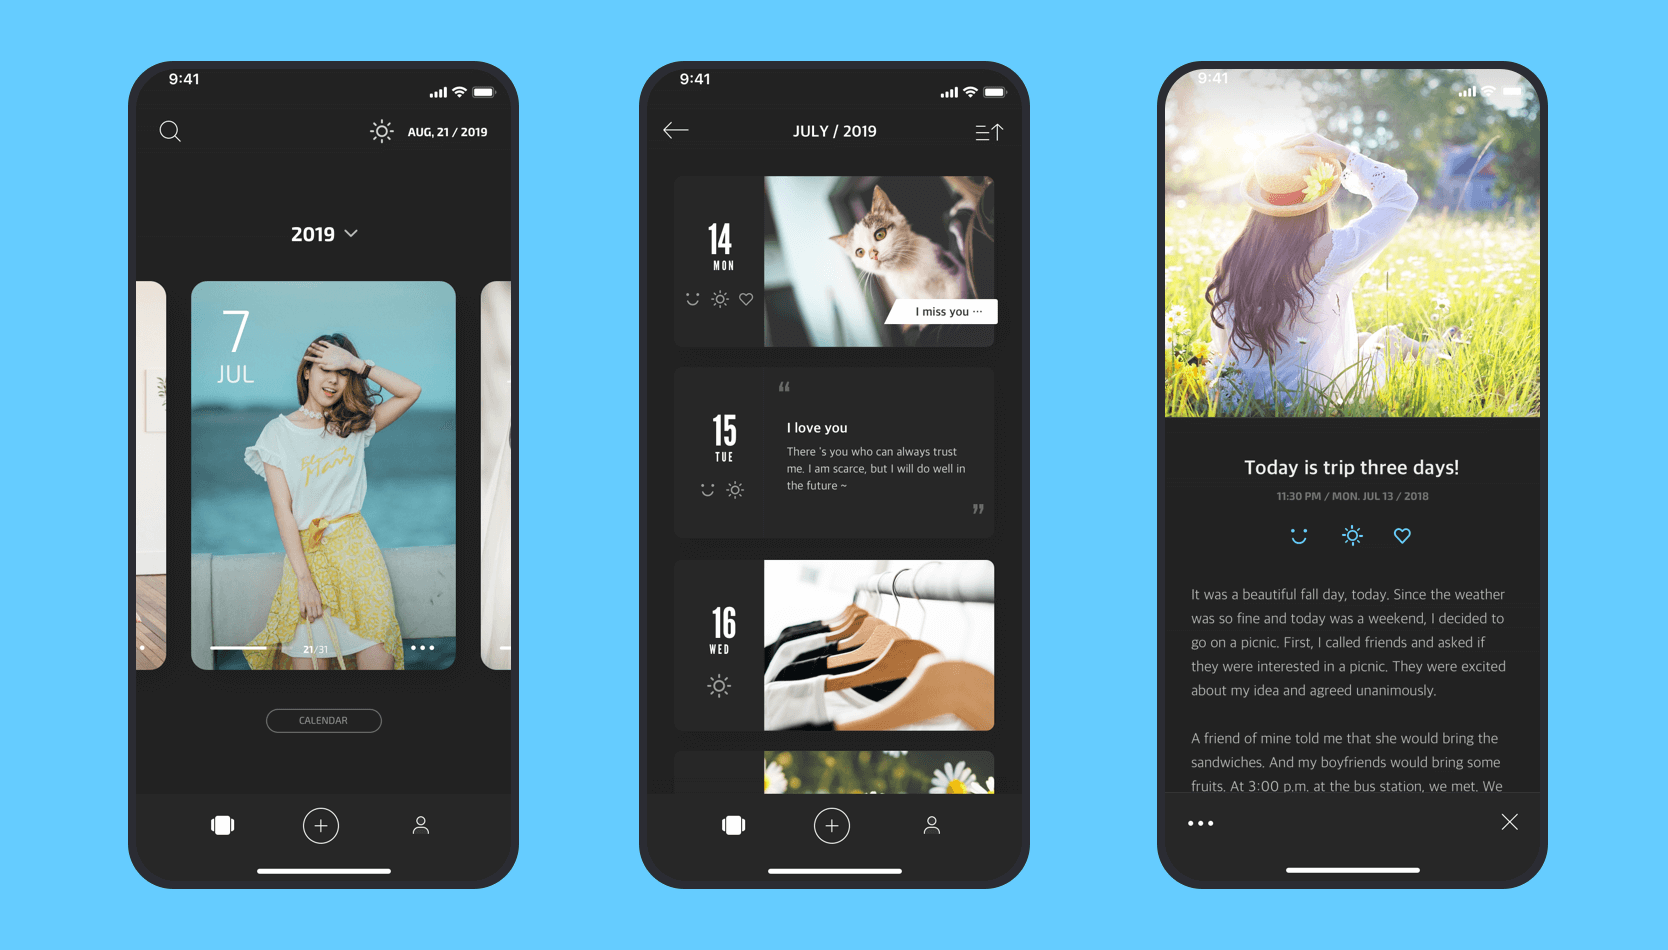 9:41
AUG, 21 / 2019
2019
7
JUL
21/31
CALENDAR
9:41
JULY / 2019
14
MON
I miss you ···
“
15
TUE
I love you
There 's you who can always trust
me. I am scarce, but I will do well in
the future ~
”
16
WED
9:41
Today is trip three days!
11:30 PM / MON. JUL 13 / 2018
It was a beautiful fall day, today. Since the weather
was so fine and today was a weekend, I decided to
go on a picnic. First, I called friends and asked if
they were interested in a picnic. They were excited
about my idea and agreed unanimously.
A friend of mine told me that she would bring the
sandwiches. And my boyfriends would bring some
fruits. At 3:00 p.m. at the bus station, we met. We